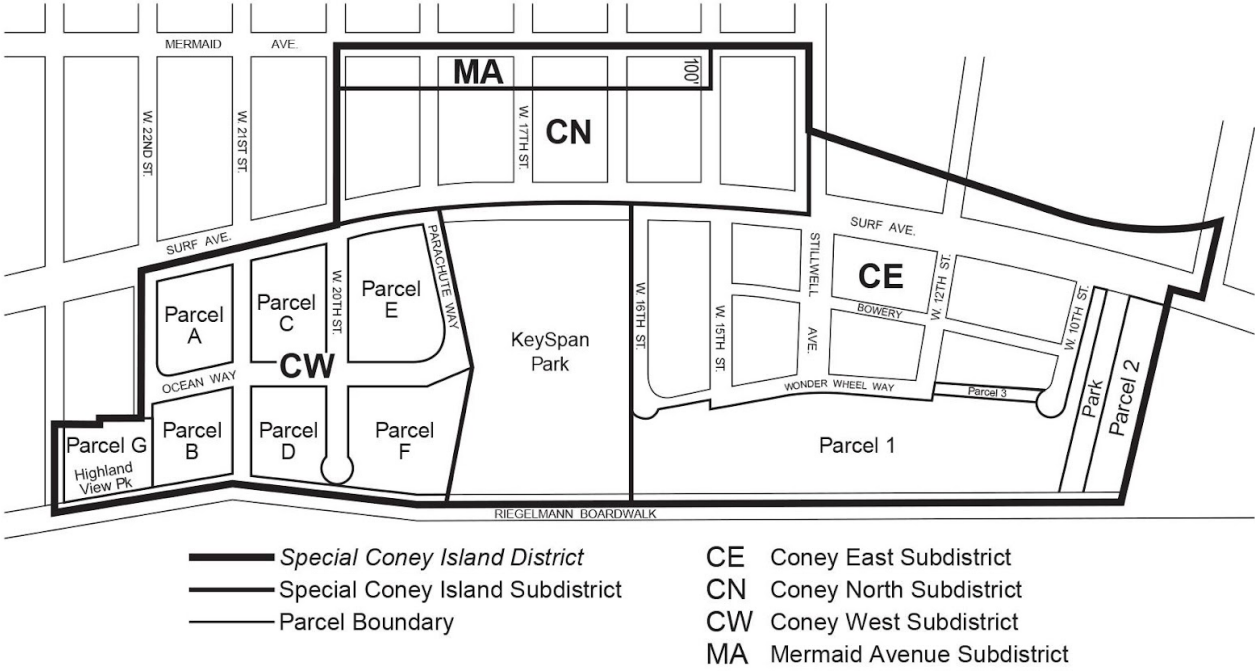 MERMAID AVE.
MA
100'
W. 22ND ST.
W. 21ST ST.
W. 17TH ST.
CN
SURF AVE.
SURF AVE.
PARACHUTE WAY
STILLWELL AVE.
CE
W. 12TH ST.
BOWERY
W. 10TH ST.
Parcel A
Parcel C
W. 20TH ST.
Parcel E
KeySpan Park
W. 16TH ST.
W. 15TH ST.
CW
OCEAN WAY
WONDER WHEEL WAY
Parcel 3
Park
Parcel 2
Parcel G
Highland View Pk
Parcel B
Parcel D
Parcel F
Parcel 1
RIEGELMANN BOARDWALK
Special Coney Island District
Special Coney Island Subdistrict
Parcel Boundary
CE Coney East Subdistrict
CN Coney North Subdistrict
CW Coney West Subdistrict
MA Mermaid Avenue Subdistrict